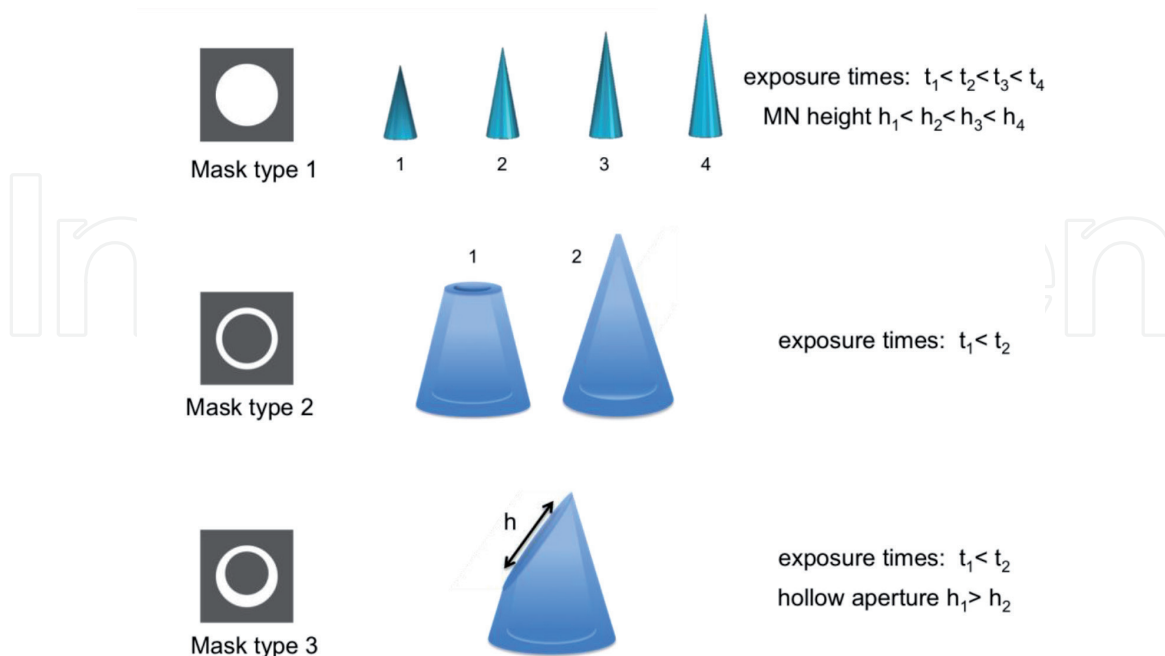 exposure times: t₁< t₂< t₃< t₄
MN height h₁< h₂< h₃< h₄
Mask type 1
1
2
3
4
1
2
exposure times: t₁< t₂
Mask type 2
h
exposure times: t₁< t₂
hollow aperture h₁> h₂
Mask type 3